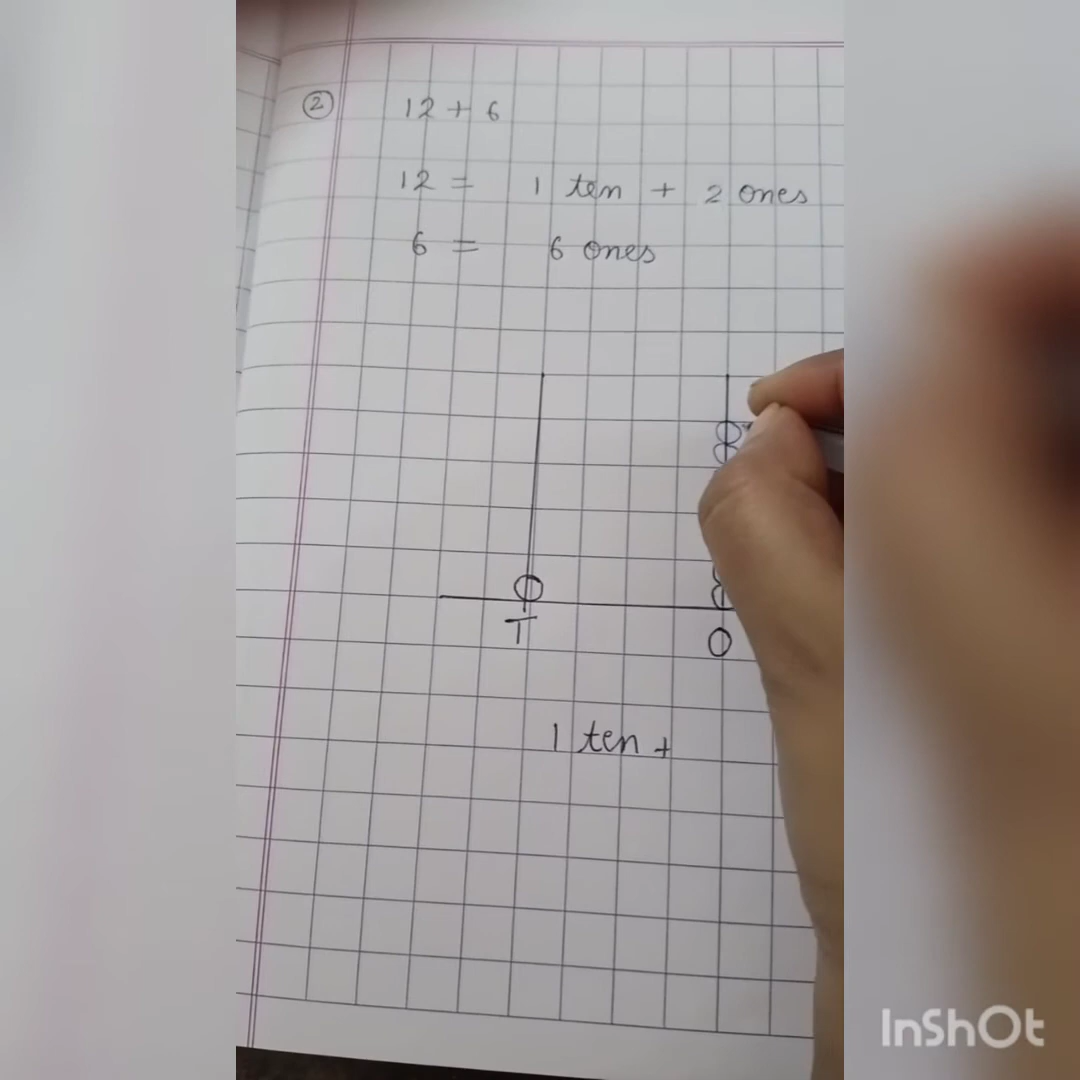 2 12 + 6
12 = 1 ten + 2 ones
6 = 6 ones
T O
1 ten +
InShOt